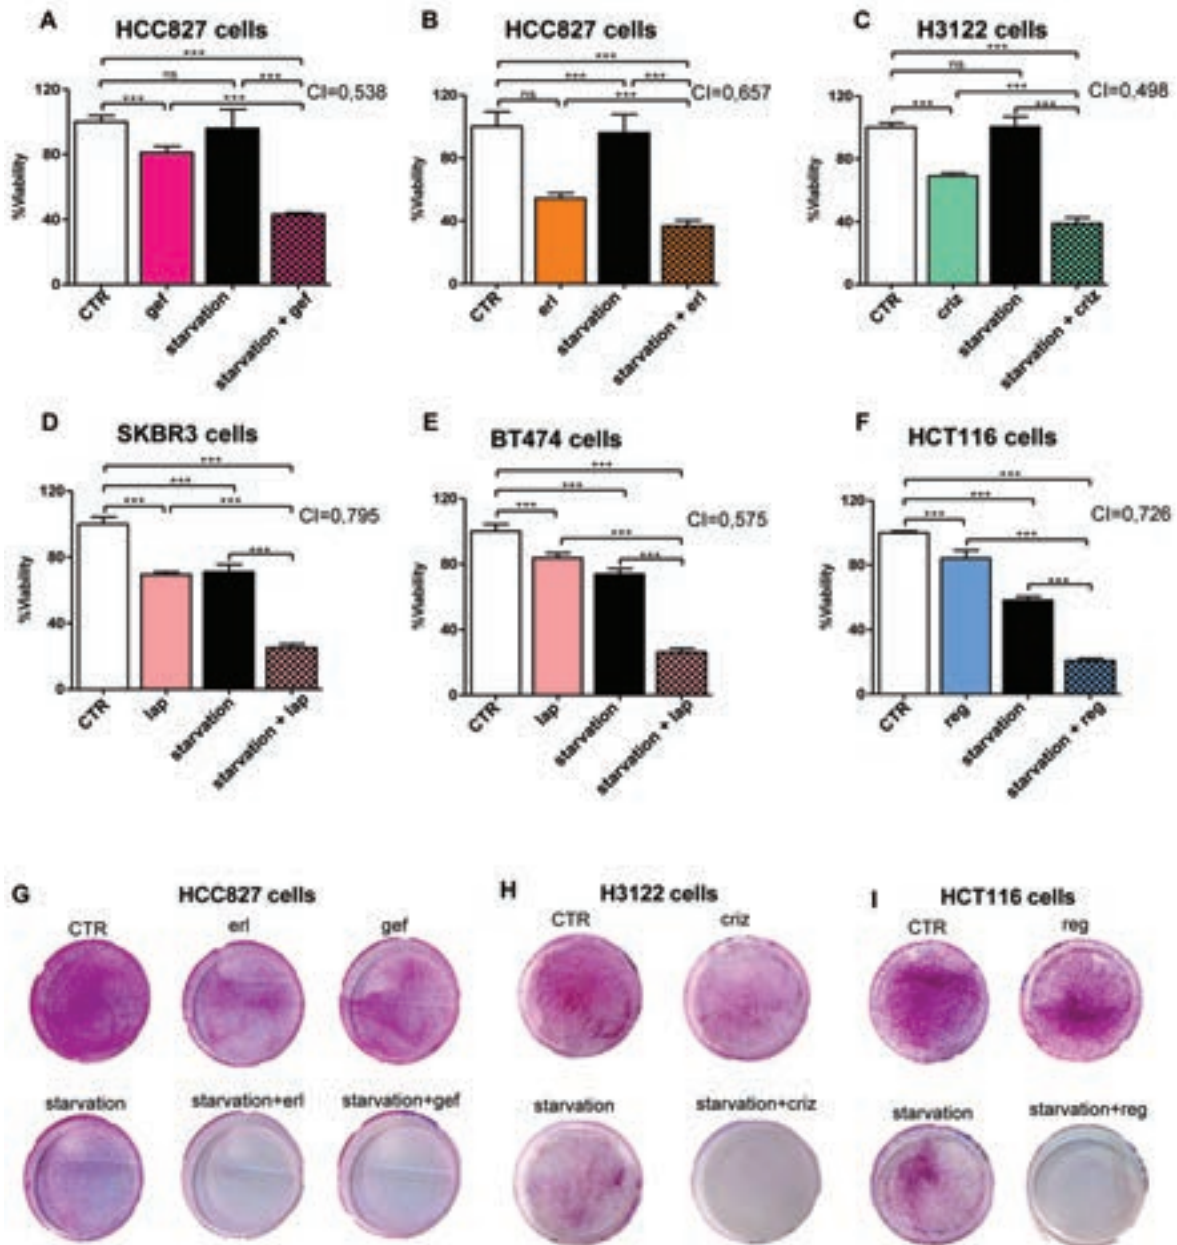 A
HCC827 cells
***
ns
***
***
***
CI=0,538
%Viability
120
80
40
0
CTR
gef
starvation
starvation + gef
B
HCC827 cells
***
***
***
ns
***
CI=0,657
%Viability
120
80
40
0
CTR
erl
starvation
starvation + erl
C
H3122 cells
***
ns
***
***
***
CI=0,498
%Viability
120
80
40
0
CTR
criz
starvation
starvation + criz
D
SKBR3 cells
***
***
***
***
***
CI=0,795
%Viability
120
80
40
0
CTR
lap
starvation
starvation + lap
E
BT474 cells
***
***
***
***
***
CI=0,575
%Viability
120
80
40
0
CTR
lap
starvation
starvation + lap
F
HCT116 cells
***
***
***
***
***
CI=0,726
%Viability
120
80
40
0
CTR
reg
starvation
starvation + reg
G
HCC827 cells
CTR
erl
gef
starvation
starvation+erl
starvation+gef
H
H3122 cells
CTR
criz
starvation
starvation+criz
I
HCT116 cells
CTR
reg
starvation
starvation+reg